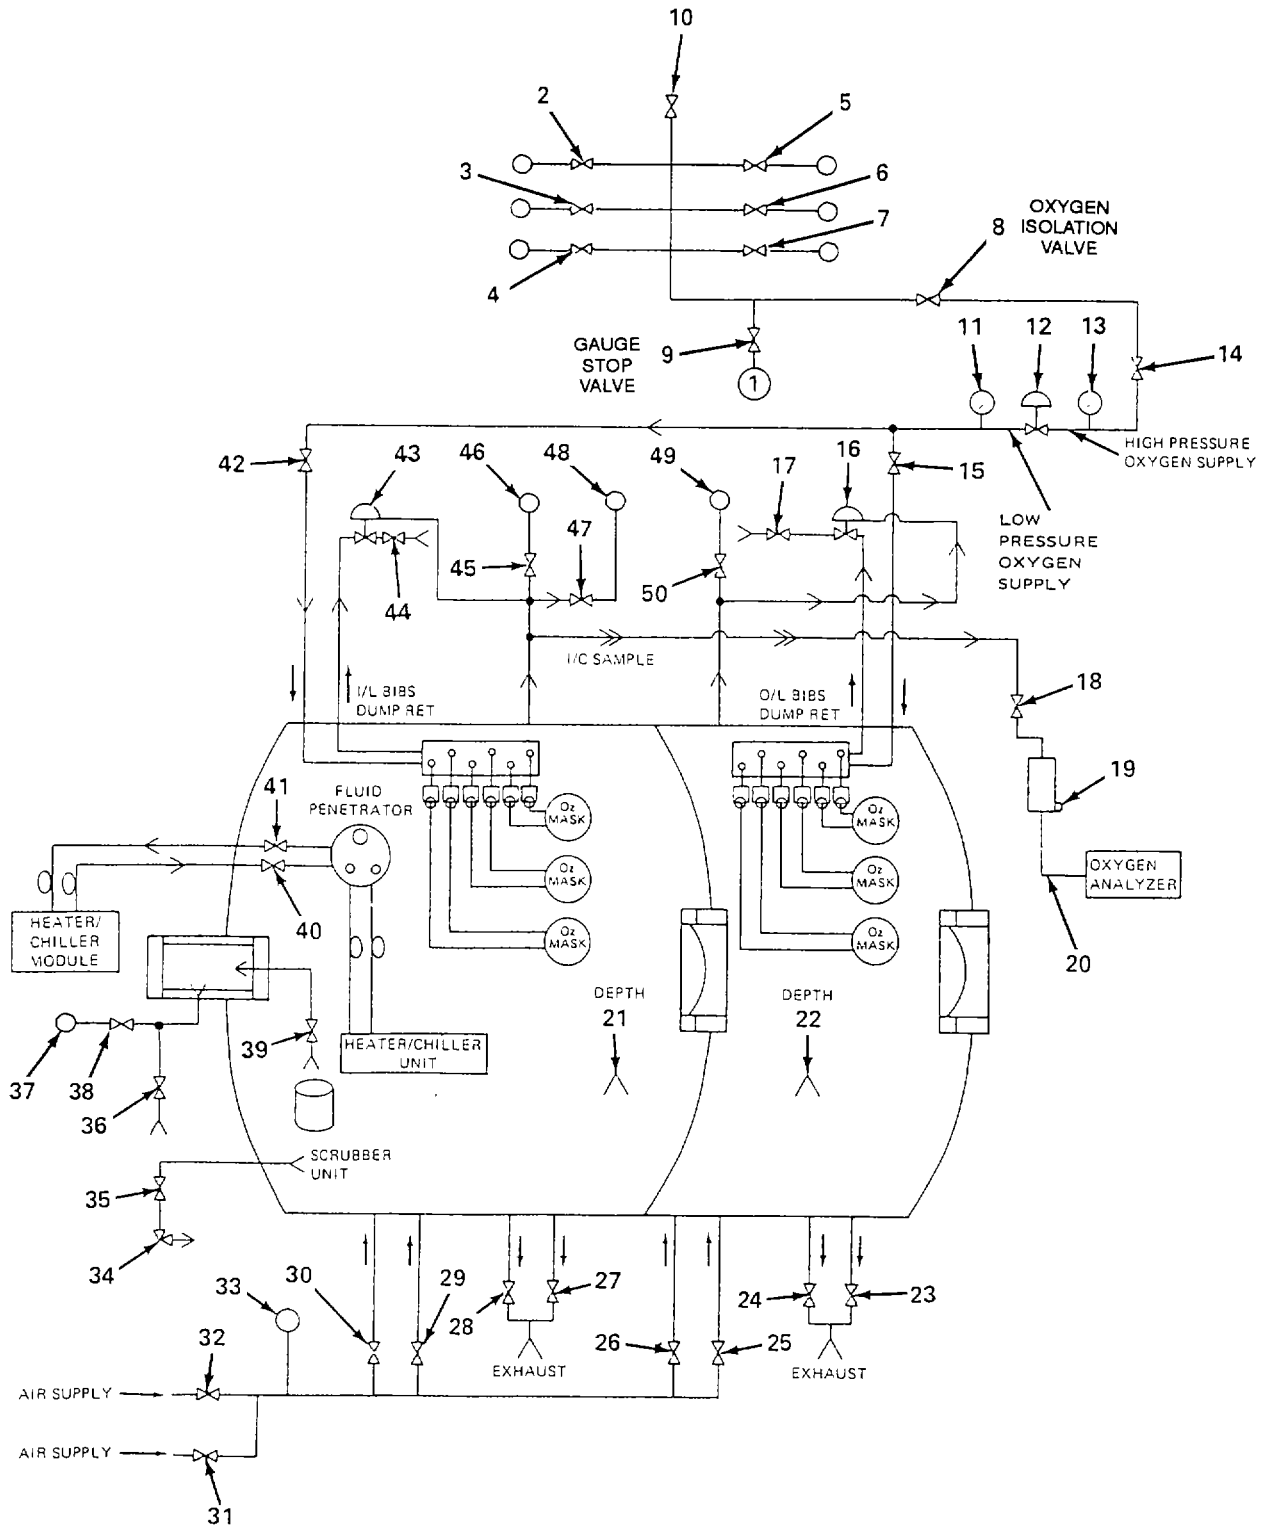 10
2
5
3
6
7
4
8
OXYGEN
ISOLATION
VALVE
GAUGE
STOP
VALVE
9
1
11
12
13
14
HIGH PRESSURE
OXYGEN SUPPLY
42
43
46
48
49
17
16
15
LOW
PRESSURE
OXYGEN
SUPPLY
45
47
44
50
I/C SAMPLE
18
I/L BIBS
DUMP RET
O/L BIBS
DUMP RET
19
41
FLUID
PENETRATOR
O2
MASK
O2
MASK
O2
MASK
O2
MASK
O2
MASK
O2
MASK
OXYGEN
ANALYZER
20
40
HEATER/
CHILLER
MODULE
DEPTH
21
DEPTH
22
37
38
39
HEATER/CHILLER
UNIT
36
SCRUBBER
UNIT
35
34
33
30
29
28
27
24
23
32
26
25
EXHAUST
EXHAUST
AIR SUPPLY
AIR SUPPLY
31